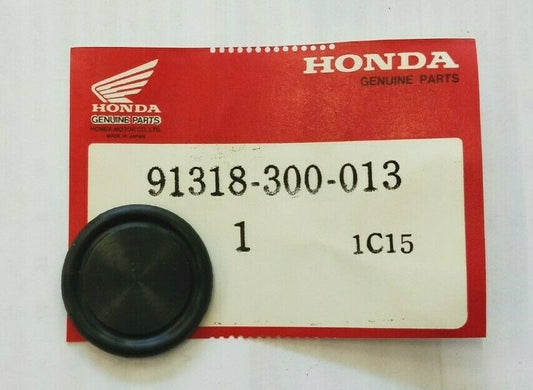 HONDA
GENUINE PARTS
HONDA
GENUINE PARTS
HONDA MOTOR CO., LTD.
MADE IN JAPAN
91318-300-013
1
1C15